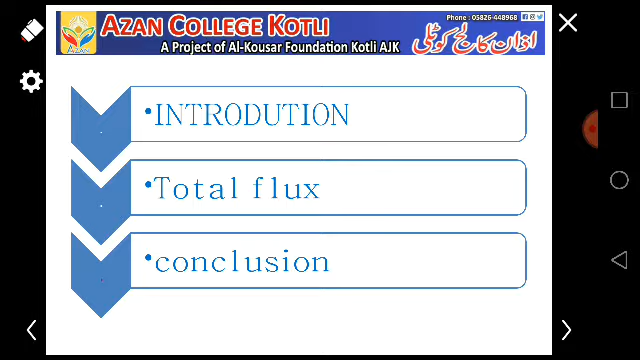 AZAN COLLEGE KOTLI
Phone : 05826-448968
A Project of Al-Kousar Foundation Kotli AJK
اذان کالج کوٹلی
AZAN
•INTRODUTION
•Total flux
•conclusion